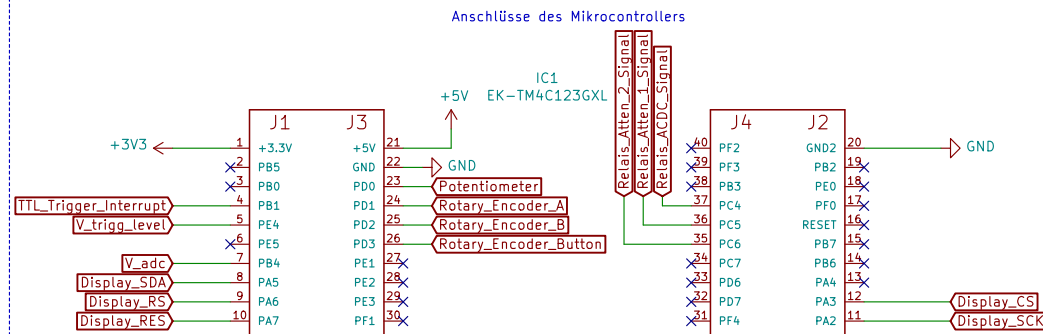 Anschlüsse des Mikrocontrollers
IC1
EK-TM4C123GXL
Relais_Atten_2_Signal
Relais_Atten_1_Signal
Relais_ACDC_Signal
+5V
J1 J3 J4 J2
+3V3 1 +3.3V +5V 21 40 PF2 GND2 20 GND
2 PB5 GND 22 GND 39 PF3 PB2 19
3 PB0 PD0 23 Potentiometer 38 PB3 PE0 18
TTL_Trigger_Interrupt 4 PB1 PD1 24 Rotary_Encoder_A 37 PC4 PF0 17
V_trigg_level 5 PE4 PD2 25 Rotary_Encoder_B 36 PC5 RESET 16
6 PE5 PD3 26 Rotary_Encoder_Button 35 PC6 PB7 15
V_adc 7 PB4 PE1 27 34 PC7 PB6 14
Display_SDA 8 PA5 PE2 28 33 PD6 PA4 13
Display_RS 9 PA6 PE3 29 32 PD7 PA3 12 Display_CS
Display_RES 10 PA7 PF1 30 31 PF4 PA2 11 Display_SCK